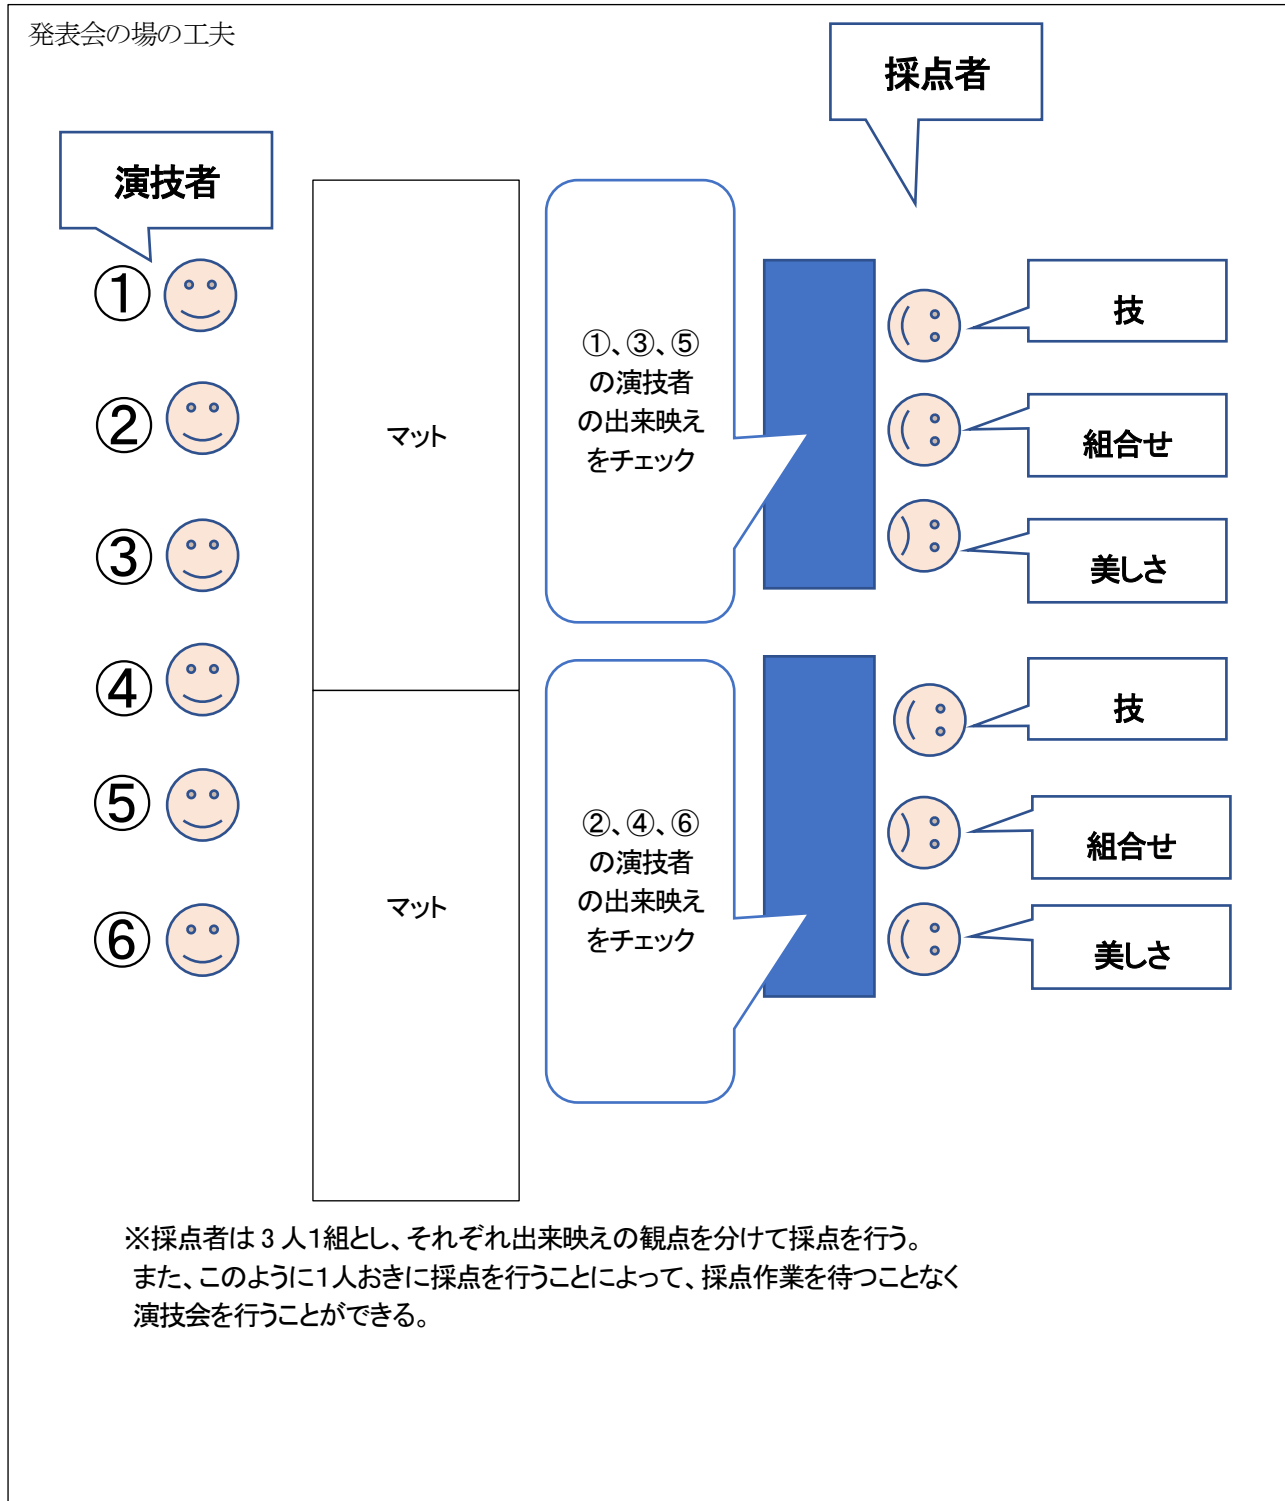 発表会の場の工夫
採点者
演技者
①
②
③
④
⑤
⑥
マット
マット
①、③、⑤
の演技者
の出来映え
をチェック
②、④、⑥
の演技者
の出来映え
をチェック
技
組合せ
美しさ
技
組合せ
美しさ
※採点者は3人1組とし、それぞれ出来映えの観点を分けて採点を行う。
また、このように1人おきに採点を行うことによって、採点作業を待つことなく
演技会を行うことができる。